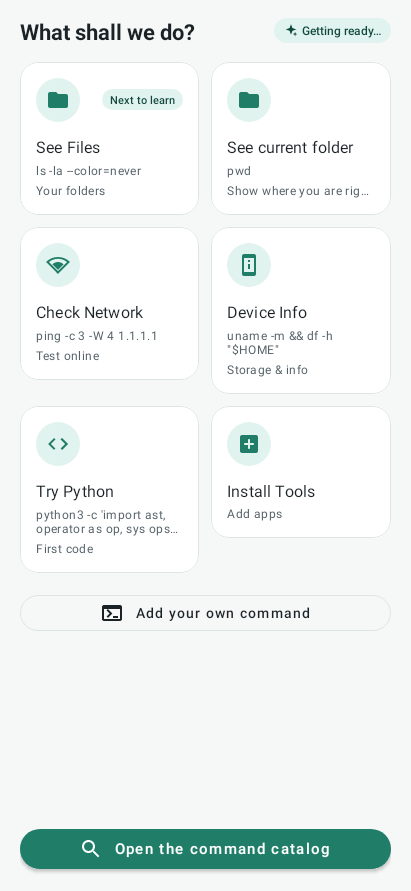 What shall we do?
Getting ready…
Next to learn
See Files
ls -la --color=never
Your folders
See current folder
pwd
Show where you are rig…
Check Network
ping -c 3 -W 4 1.1.1.1
Test online
Device Info
uname -m && df -h
"$HOME"
Storage & info
Try Python
python3 -c 'import ast,
operator as op, sys ops…
First code
Install Tools
Add apps
Add your own command
Open the command catalog